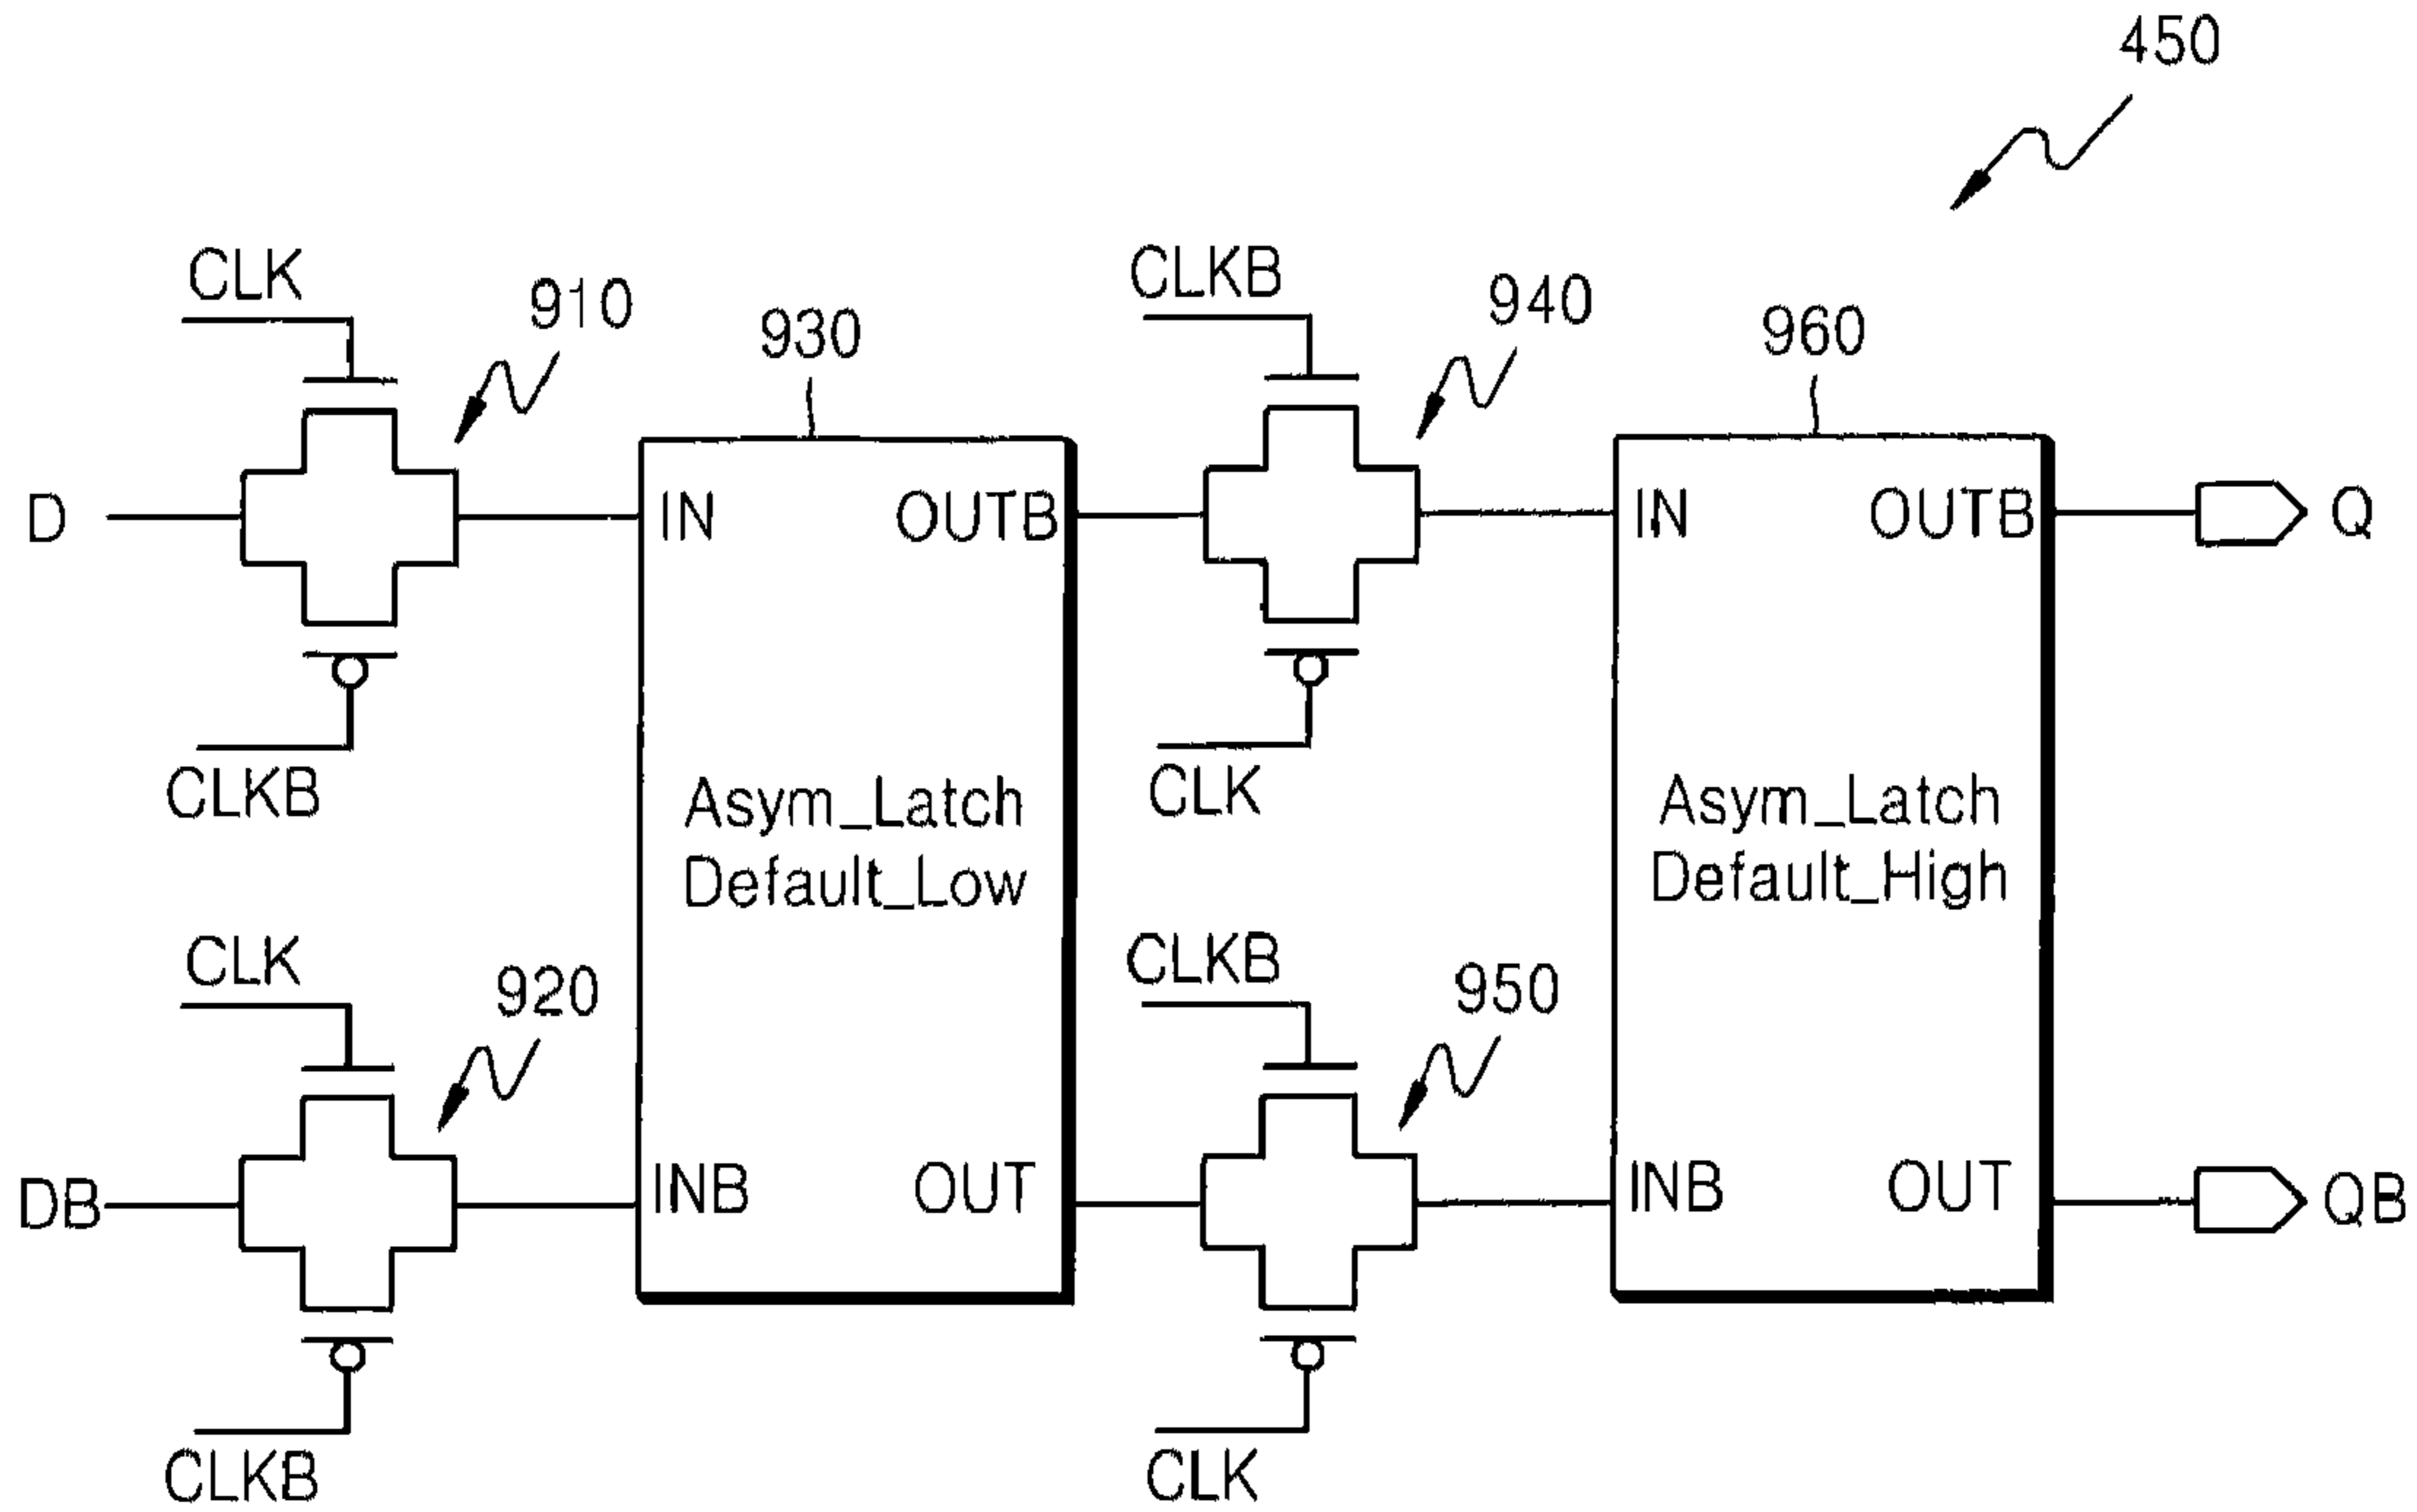 450
CLK
910
930
CLKB
940
960
D
IN
OUTB
IN
OUTB
Q
CLKB
CLK
Asym_Latch
Default_Low
Asym_Latch
Default_High
CLK
920
CLKB
950
DB
INB
OUT
INB
OUT
QB
CLKB
CLK